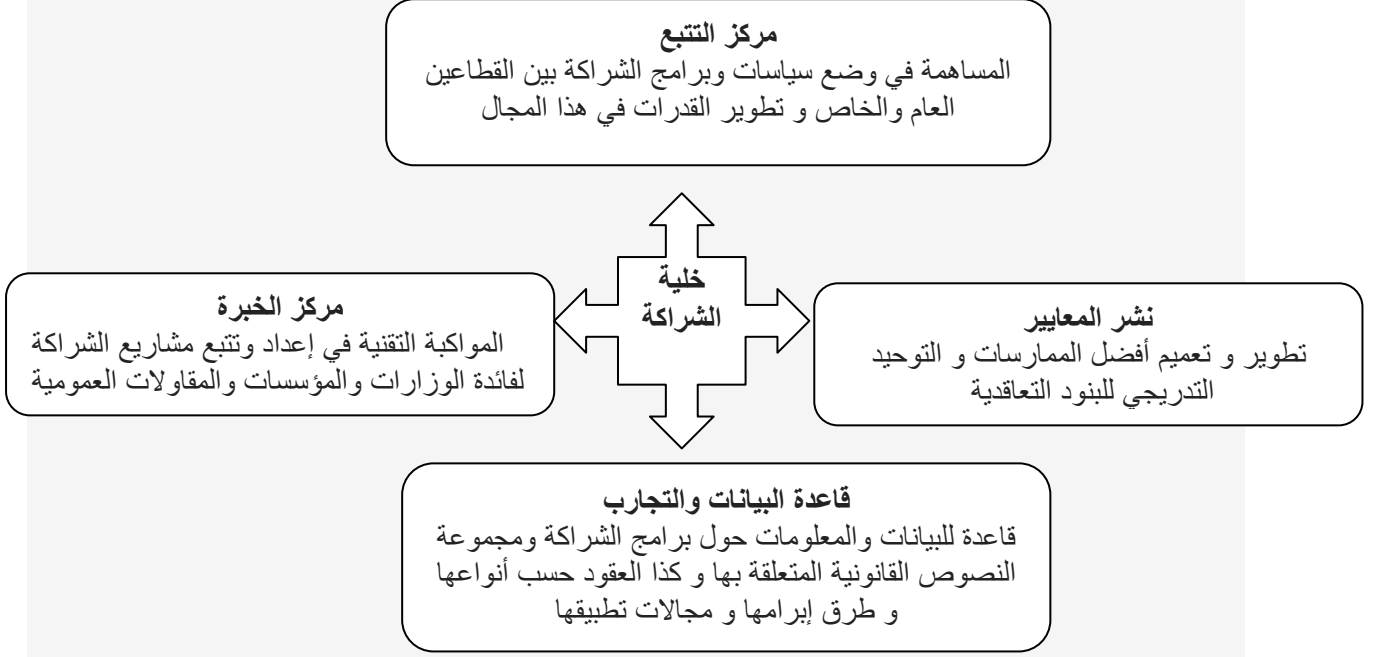 مركز التتبع
المساهمة في وضع سياسات وبرامج الشراكة بين القطاعين
العام والخاص و تطوير القدرات في هذا المجال
خلية
الشراكة
نشر المعايير
تطوير و تعميم أفضل الممارسات و التوحيد
التدريجي للبنود التعاقدية
مركز الخبرة
المواكبة التقنية في إعداد وتتبع مشاريع الشراكة
لفائدة الوزارات والمؤسسات والمقاولات العمومية
قاعدة البيانات والتجارب
قاعدة للبيانات والمعلومات حول برامج الشراكة ومجموعة
النصوص القانونية المتعلقة بها و كذا العقود حسب أنواعها
و طرق إبرامها و مجالات تطبيقها